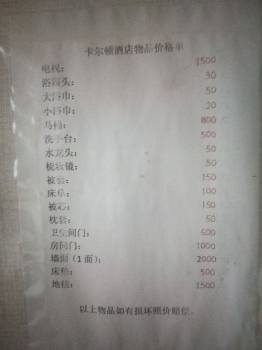 卡尔顿酒店物品价格单
电视： 1500
浴霸头： 30
大浴巾： 50
小浴巾： 20
马桶： 800
洗手台： 500
水龙头： 50
梳妆镜： 50
被套： 150
床单： 100
被芯： 150
枕套： 50
卫生间门： 500
房间门： 1000
墙面（1面）： 2000
床垫： 500
地毯： 1500
以上物品如有损坏照价赔偿。